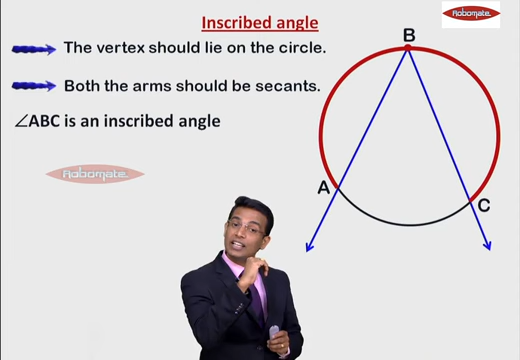 Inscribed angle
Robomate
The vertex should lie on the circle.
B
Both the arms should be secants.
∠ABC is an inscribed angle
Robomate
A
C